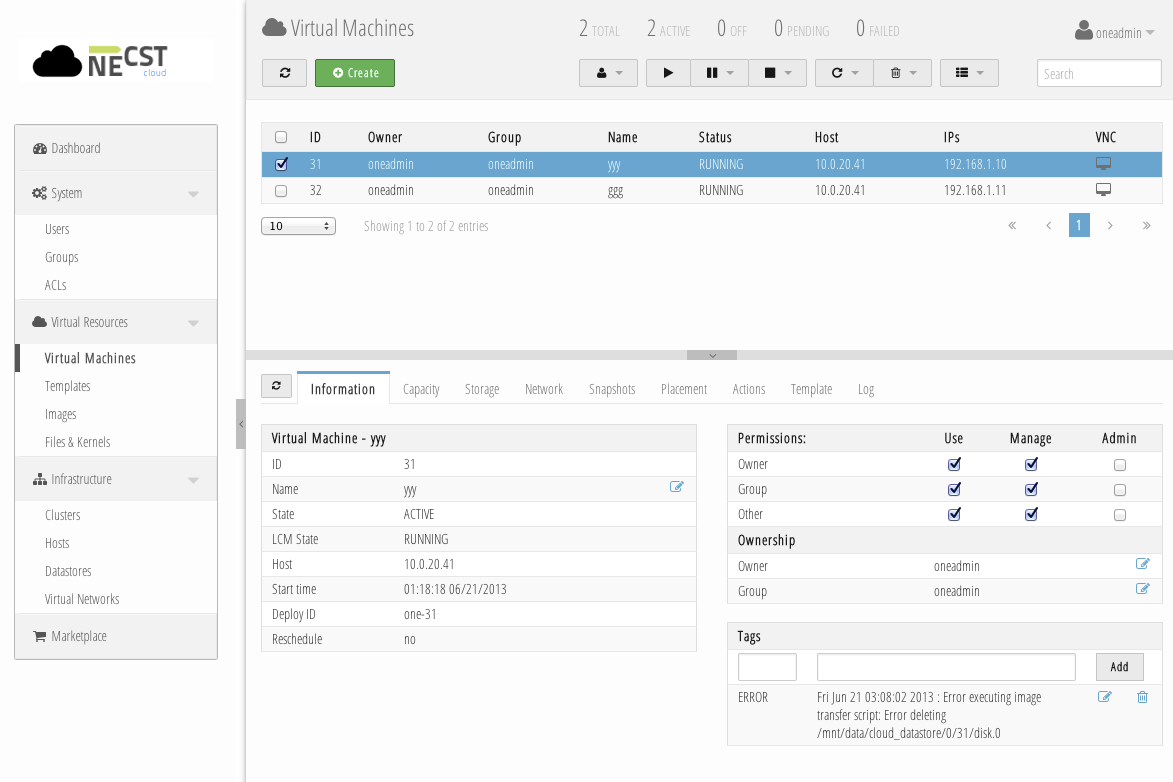 NECST
cloud
Dashboard
System
Users
Groups
ACLs
Virtual Resources
Virtual Machines
Templates
Images
Files & Kernels
Infrastructure
Clusters
Hosts
Datastores
Virtual Networks
Marketplace
Virtual Machines
2 TOTAL 2 ACTIVE 0 OFF 0 PENDING 0 FAILED
oneadmin
Create
Search
ID Owner Group Name Status Host IPs VNC
31 oneadmin oneadmin yyy RUNNING 10.0.20.41 192.168.1.10
32 oneadmin oneadmin ggg RUNNING 10.0.20.41 192.168.1.11
10 Showing 1 to 2 of 2 entries « ‹ 1 › »
Information Capacity Storage Network Snapshots Placement Actions Template Log
Virtual Machine - yyy
ID 31
Name yyy
State ACTIVE
LCM State RUNNING
Host 10.0.20.41
Start time 01:18:18 06/21/2013
Deploy ID one-31
Reschedule no
Permissions: Use Manage Admin
Owner
Group
Other
Ownership
Owner oneadmin
Group oneadmin
Tags
Add
ERROR Fri Jun 21 03:08:02 2013 : Error executing image
transfer script: Error deleting
/mnt/data/cloud_datastore/0/31/disk.0